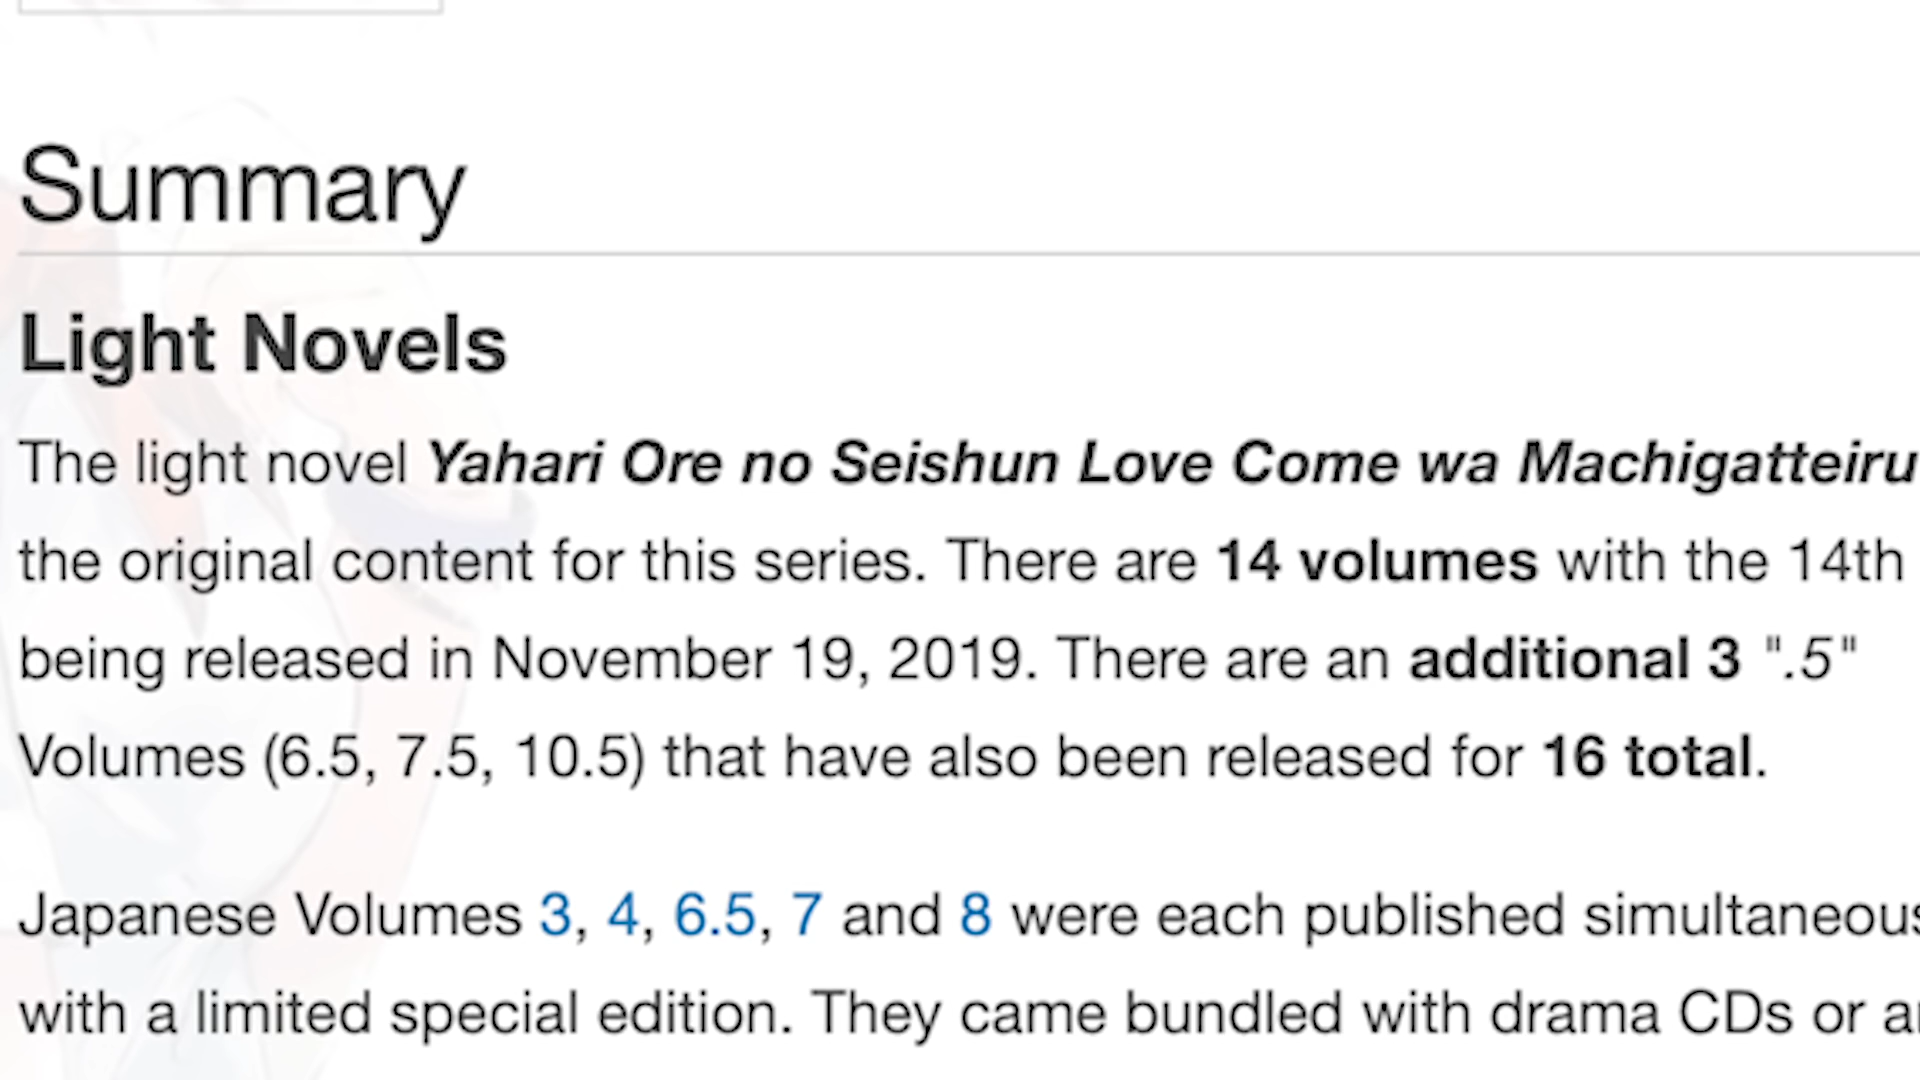 Summary
Light Novels
The light novel Yahari Ore no Seishun Love Come wa Machigatteiru
the original content for this series. There are 14 volumes with the 14th
being released in November 19, 2019. There are an additional 3 ".5"
Volumes (6.5, 7.5, 10.5) that have also been released for 16 total.
Japanese Volumes 3, 4, 6.5, 7 and 8 were each published simultaneous
with a limited special edition. They came bundled with drama CDs or